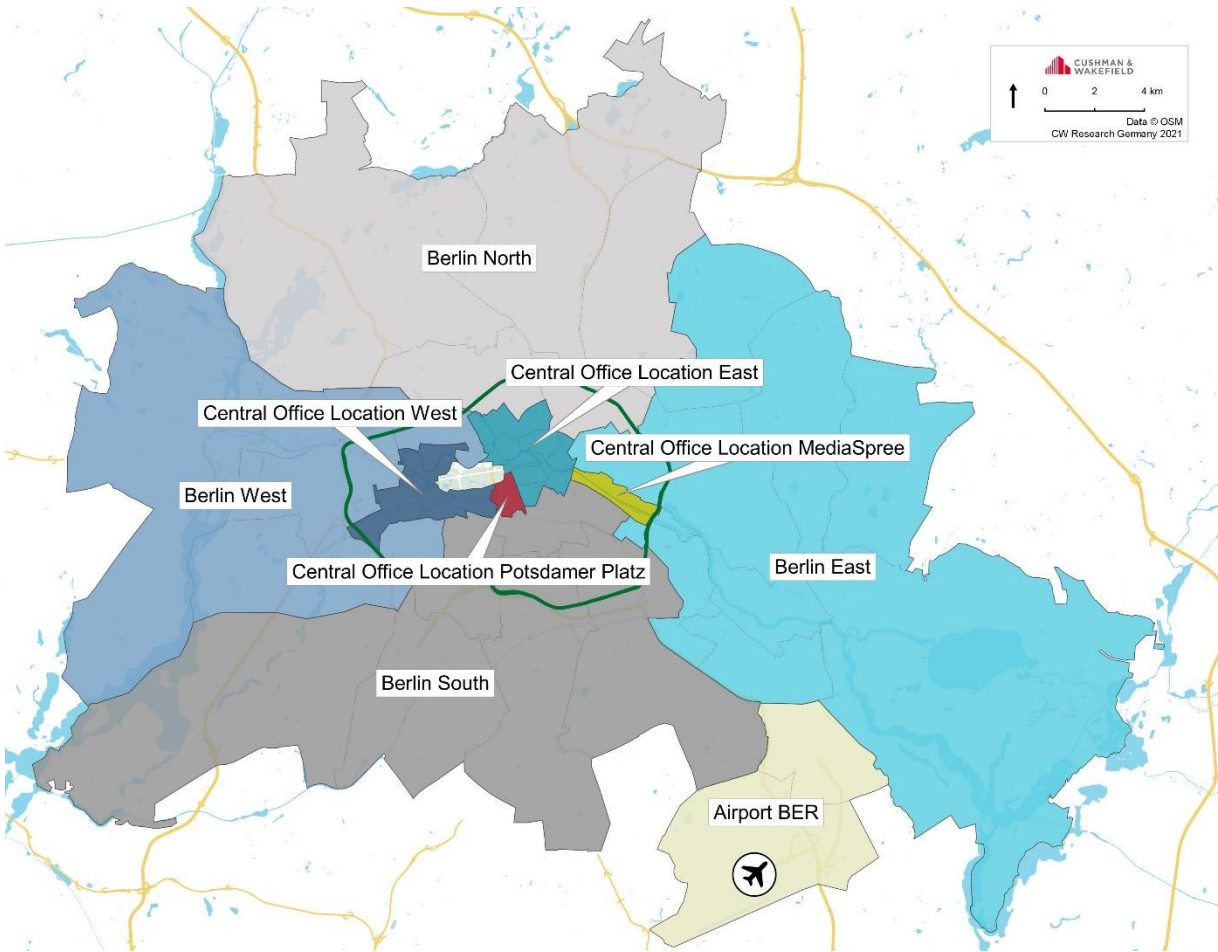 CUSHMAN &
WAKEFIELD
0 2 4 km
Data © OSM
CW Research Germany 2021
Berlin North
Central Office Location East
Central Office Location West
Central Office Location MediaSpree
Berlin West
Berlin East
Central Office Location Potsdamer Platz
Berlin South
Airport BER